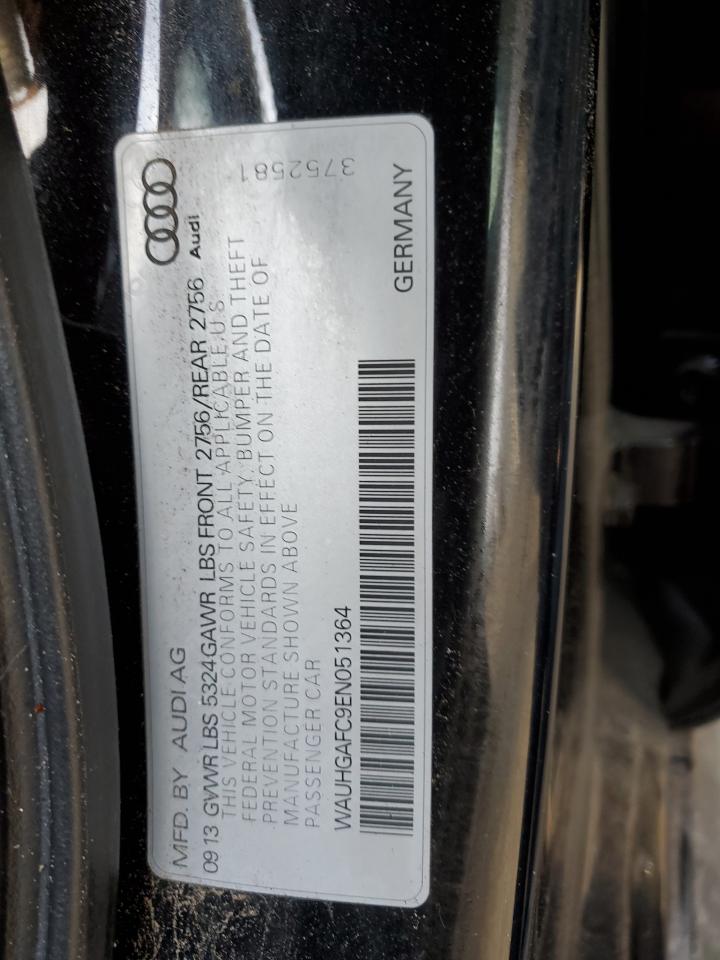 MFD. BY AUDI AG
09 13 GVWR LBS 5324GAWR LBS FRONT 2756/REAR 2756
THIS VEHICLE CONFORMS TO ALL APPLICABLE U.S.
FEDERAL MOTOR VEHICLE SAFETY, BUMPER AND THEFT
PREVENTION STANDARDS IN EFFECT ON THE DATE OF
MANUFACTURE SHOWN ABOVE
PASSENGER CAR
WAUHGAFC9EN051364
Audi
3752581
GERMANY